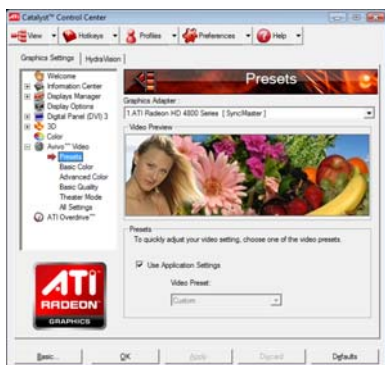 Catalyst™ Control Center
View Hotkeys Profiles Preferences Help
Graphics Settings HydraVision
Welcome
Information Center
Displays Manager
Display Options
Digital Panel (DVI) 3
3D
Color
Avivo™ Video
Presets
Basic Color
Advanced Color
Basic Quality
Theater Mode
All Settings
ATI Overdrive™
ATI
RADEON
GRAPHICS
Presets
Graphics Adapter:
1.ATI Radeon HD 4800 Series [ SyncMaster ]
Video Preview
Presets
To quickly adjust your video setting, choose one of the video presets.
Use Application Settings
Video Preset:
Custom
Basic... OK Apply Discard Defaults